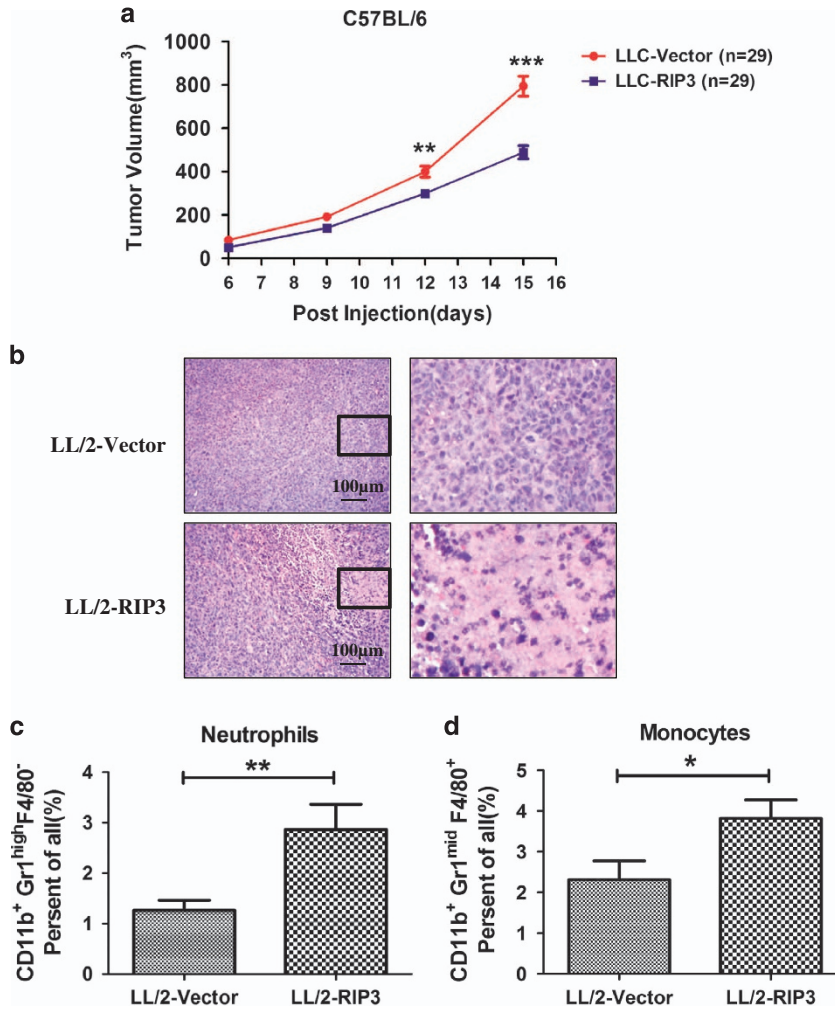 a
C57BL/6
Tumor Volume(mm³)
1000
800
600
400
200
0
**
***
LLC-Vector (n=29)
LLC-RIP3 (n=29)
6 7 8 9 10 11 12 13 14 15 16
Post Injection(days)
b
LL/2-Vector
100µm
LL/2-RIP3
100µm
c
Neutrophils
CD11b⁺ Gr1ʰⁱᵍʰF4/80⁻
Persent of all(%)
4
3
2
1
0
**
LL/2-Vector LL/2-RIP3
d
Monocytes
CD11b⁺ Gr1ᵐⁱᵈ F4/80⁺
Persent of all(%)
5
4
3
2
1
0
*
LL/2-Vector LL/2-RIP3